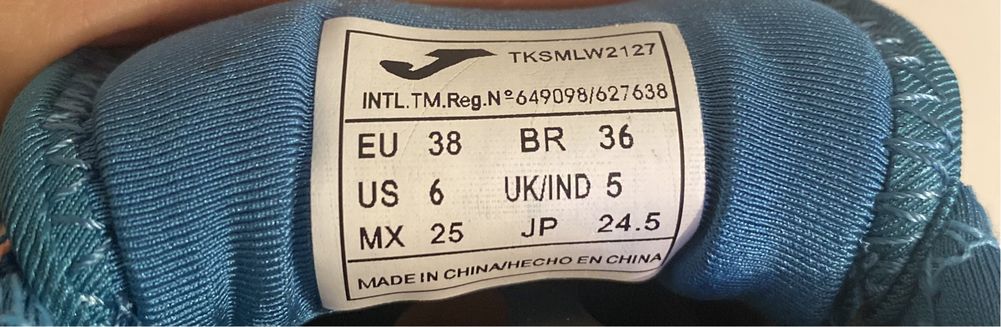 TKSMLW2127
INTL.TM.Reg.Nº649098/627638
EU 38 BR 36
US 6 UK/IND 5
MX 25 JP 24.5
MADE IN CHINA/HECHO EN CHINA